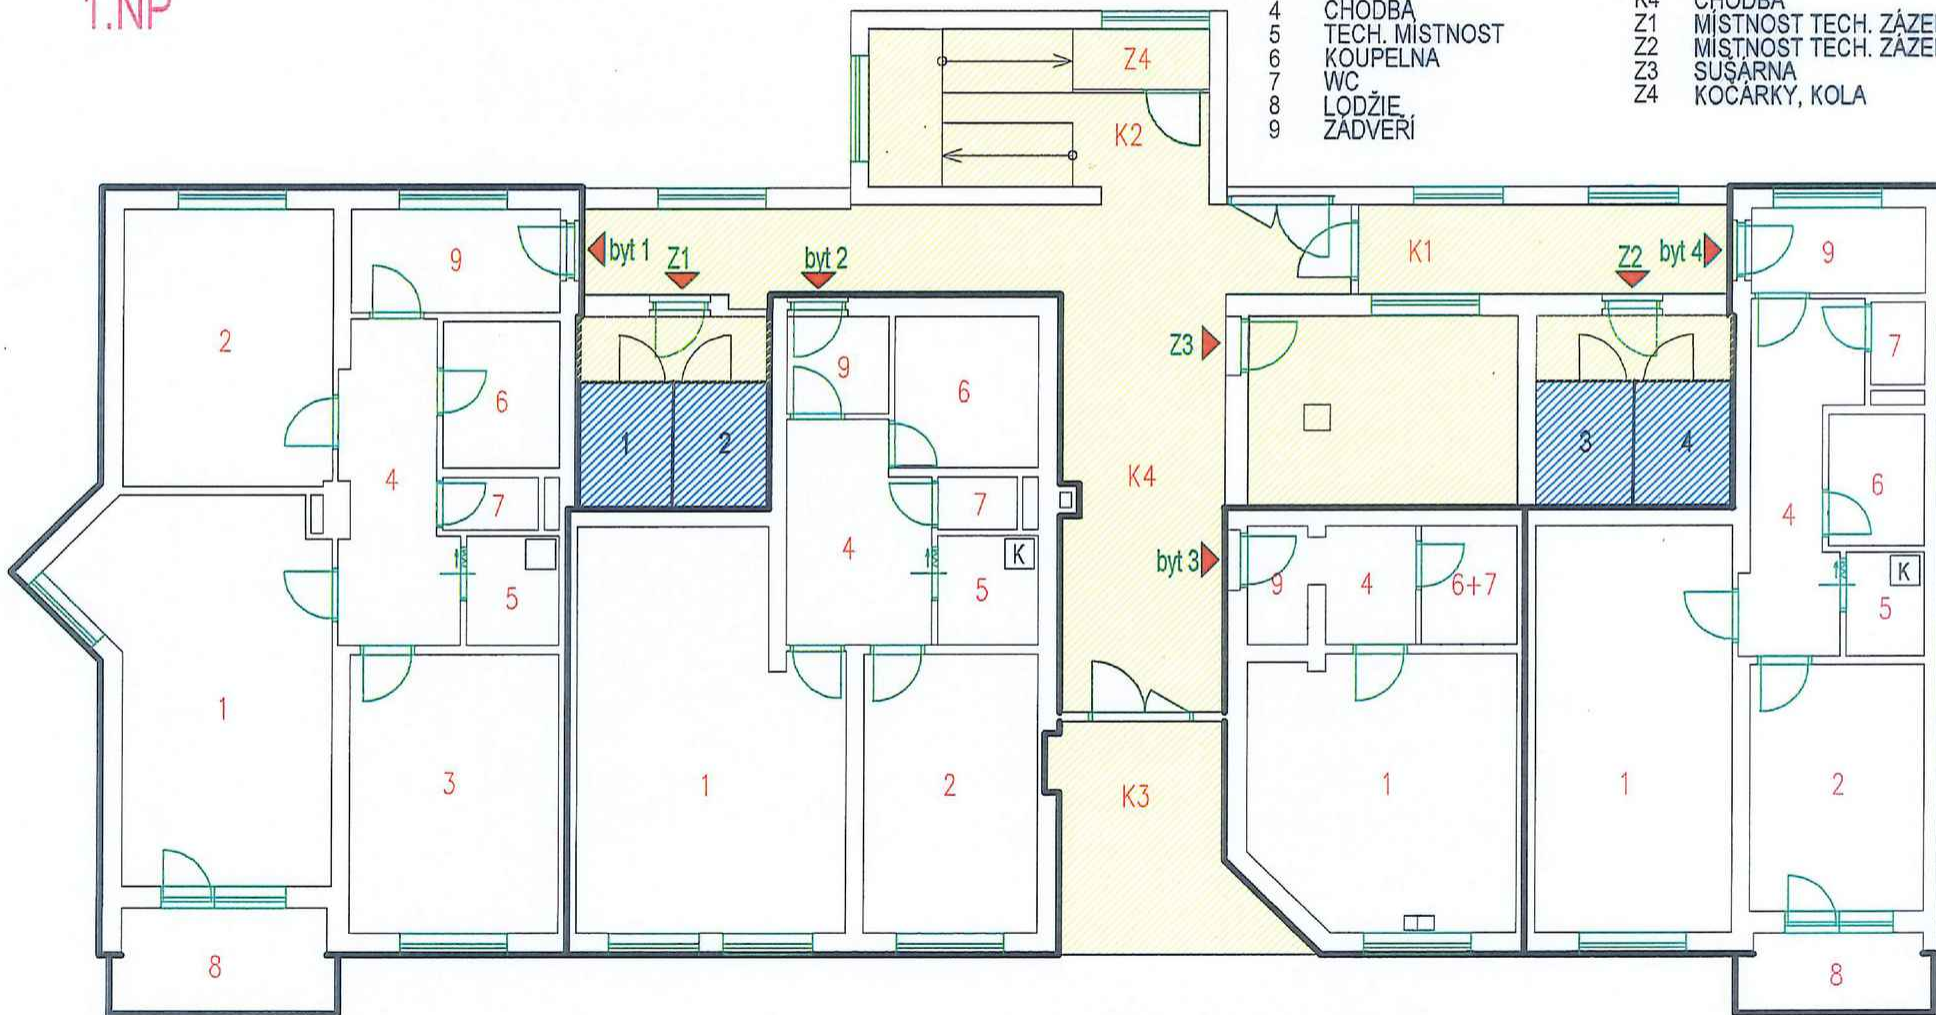 1.NP
4 CHODBA
5 TECH. MÍSTNOST
6 KOUPELNA
7 WC
8 LODŽIE
9 ZÁDVEŘÍ
K4 CHODBA
Z1 MÍSTNOST TECH.
Z2 MÍSTNOST TECH.
Z3 SUŠÁRNA
Z4 KOČÁRKY, KOLA
Z4
K2
9
byt 1
Z1
byt 2
K1
Z2
byt 4
9
2
6
4
7
5
1
3
8
1
2
9
6
4
7
K
5
1
2
Z3
K4
K3
byt 3
9
4
6+7
1
3
4
7
6
4
K
5
1
2
8